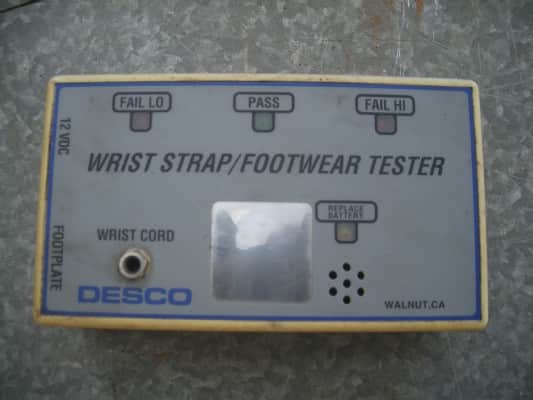 FAIL LO
PASS
FAIL HI
12 VDC
WRIST STRAP/FOOTWEAR TESTER
REPLACE
BATTERY
FOOTPLATE
WRIST CORD
DESCO
WALNUT,CA